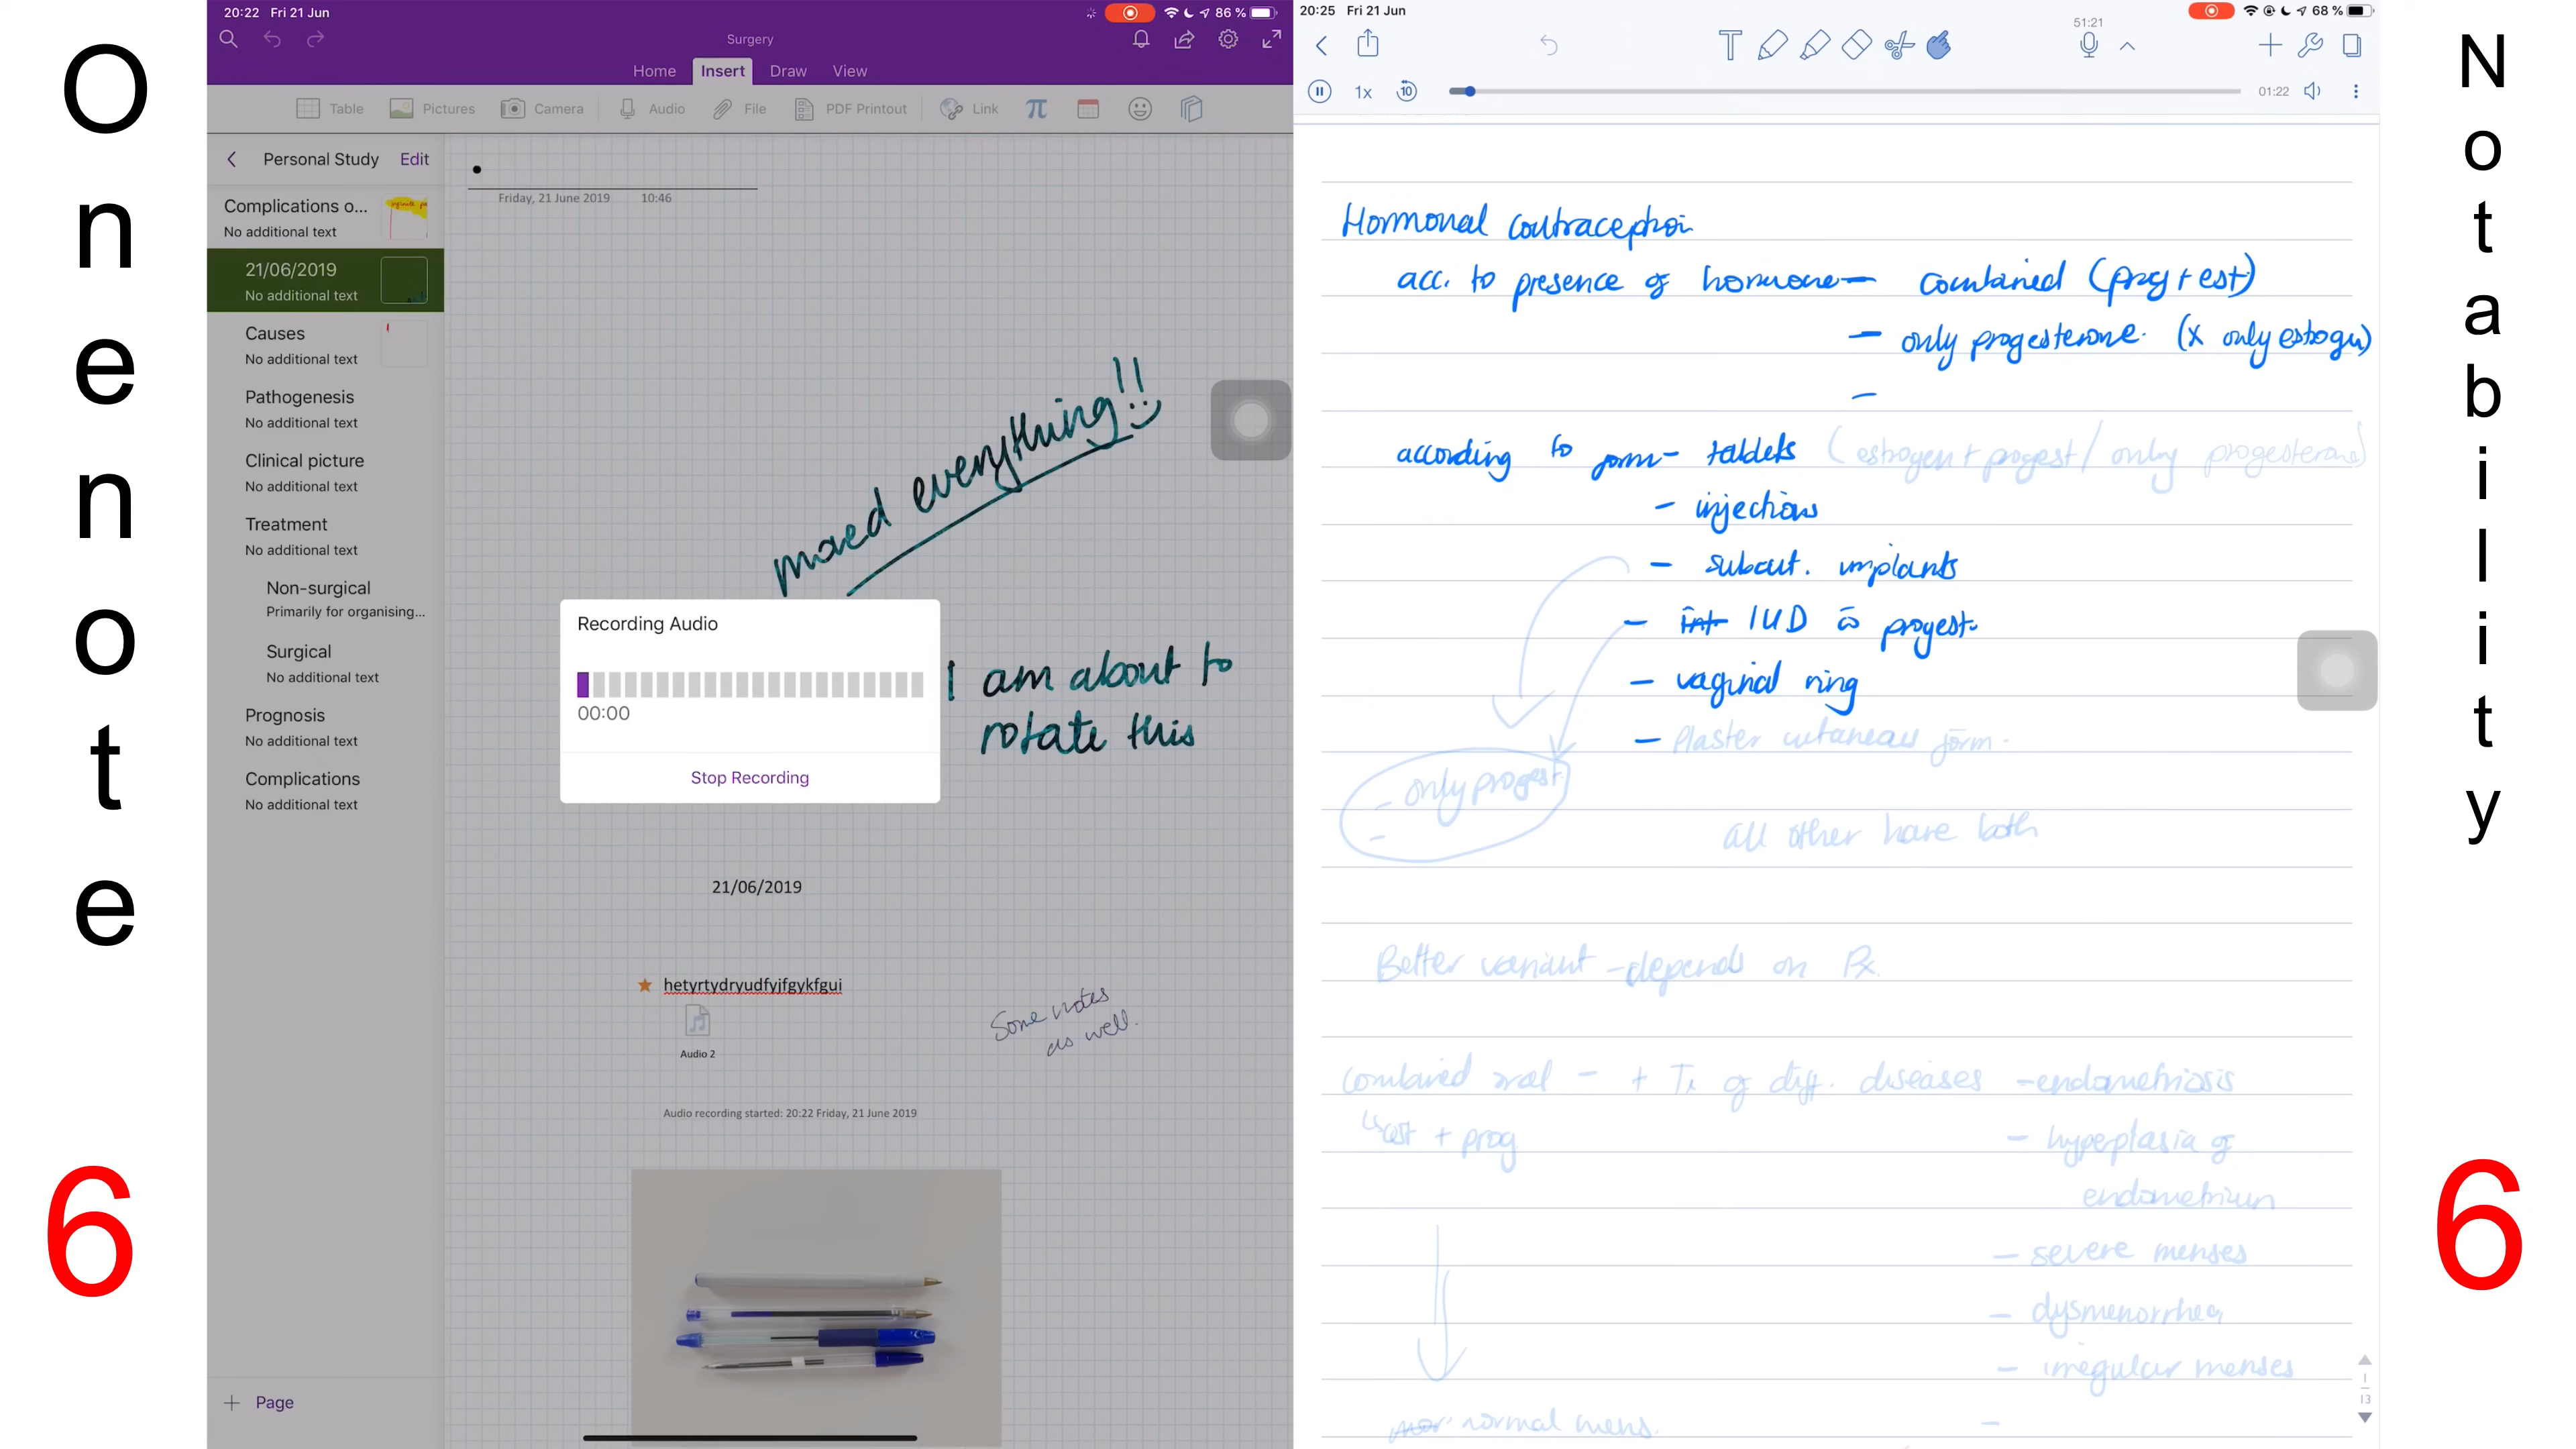 Onenote
6
20:22 Fri 21 Jun
86 %
Surgery
Home Insert Draw View
Table Pictures Camera Audio File PDF Printout Link π
Personal Study Edit
Complications o...
No additional text
21/06/2019
No additional text
Causes
No additional text
Pathogenesis
No additional text
Clinical picture
No additional text
Treatment
No additional text
Non-surgical
Primarily for organising...
Surgical
No additional text
Prognosis
No additional text
Complications
No additional text
+ Page
Friday, 21 June 2019 10:46
moved everything!!
Recording Audio
00:00
Stop Recording
I am about to
rotate this
21/06/2019
hetyrtydryudfyjfgykfgui
Audio 2
Some notes
as well.
Audio recording started: 20:22 Friday, 21 June 2019
20:25 Fri 21 Jun
68 %
51:21
T
1x 10 01:22
Hormonal contraception
acc. to presence of hormone — combined (prog + est)
— only progesterone. (x only estrogen)
—
according to form - tablets (estrogen + progest / only progesterone)
- injections
- subcut. implants
- int IUD c̄ progest.
- vaginal ring
- Plaster cutaneous form -
- only progest.
-
all other have both
Better variant - depends on Px.
combined oral - + Tx of diff. diseases - endometriosis
↳ est + prog
- hyperplasia of
endometrium
- severe menses
- dysmenorrhea
- irregular menses
normal mens.
-
1
13
Notability
6